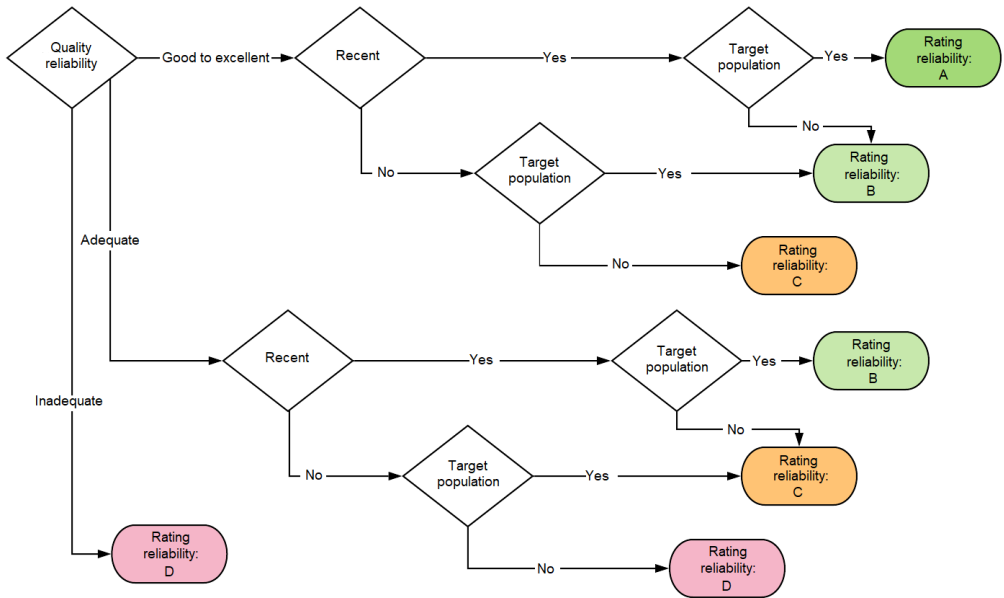 Quality
reliability
Good to excellent
Recent
Yes
Target
population
Yes
Rating
reliability:
A
No
No
Target
population
Yes
Rating
reliability:
B
Adequate
No
Rating
reliability:
C
Recent
Yes
Target
population
Yes
Rating
reliability:
B
Inadequate
No
No
Target
population
Yes
Rating
reliability:
C
Rating
reliability:
D
No
Rating
reliability:
D